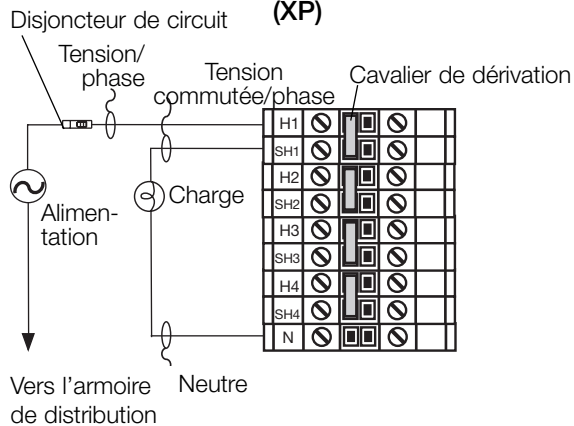 (XP)
Disjoncteur de circuit
Tension/
phase
Tension
commutée/phase
Cavalier de dérivation
H1
SH1
H2
SH2
H3
SH3
H4
SH4
N
Charge
Alimen-
tation
Vers l'armoire
de distribution
Neutre